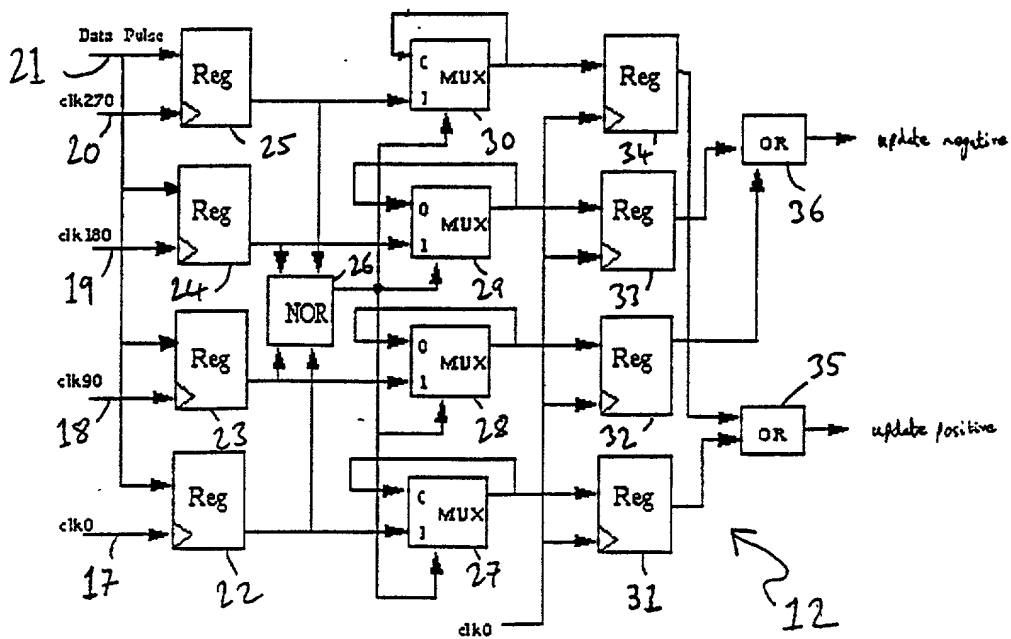 Data Pulse
21
Reg
clk270
20
25
C
MUX
1
30
Reg
34
OR
update negative
36
Reg
clk180
19
24
0
MUX
1
29
Reg
33
26
NOR
Reg
clk90
18
23
0
MUX
1
28
Reg
32
35
OR
update positive
Reg
clk0
17
22
C
MUX
1
27
Reg
31
12
clk0